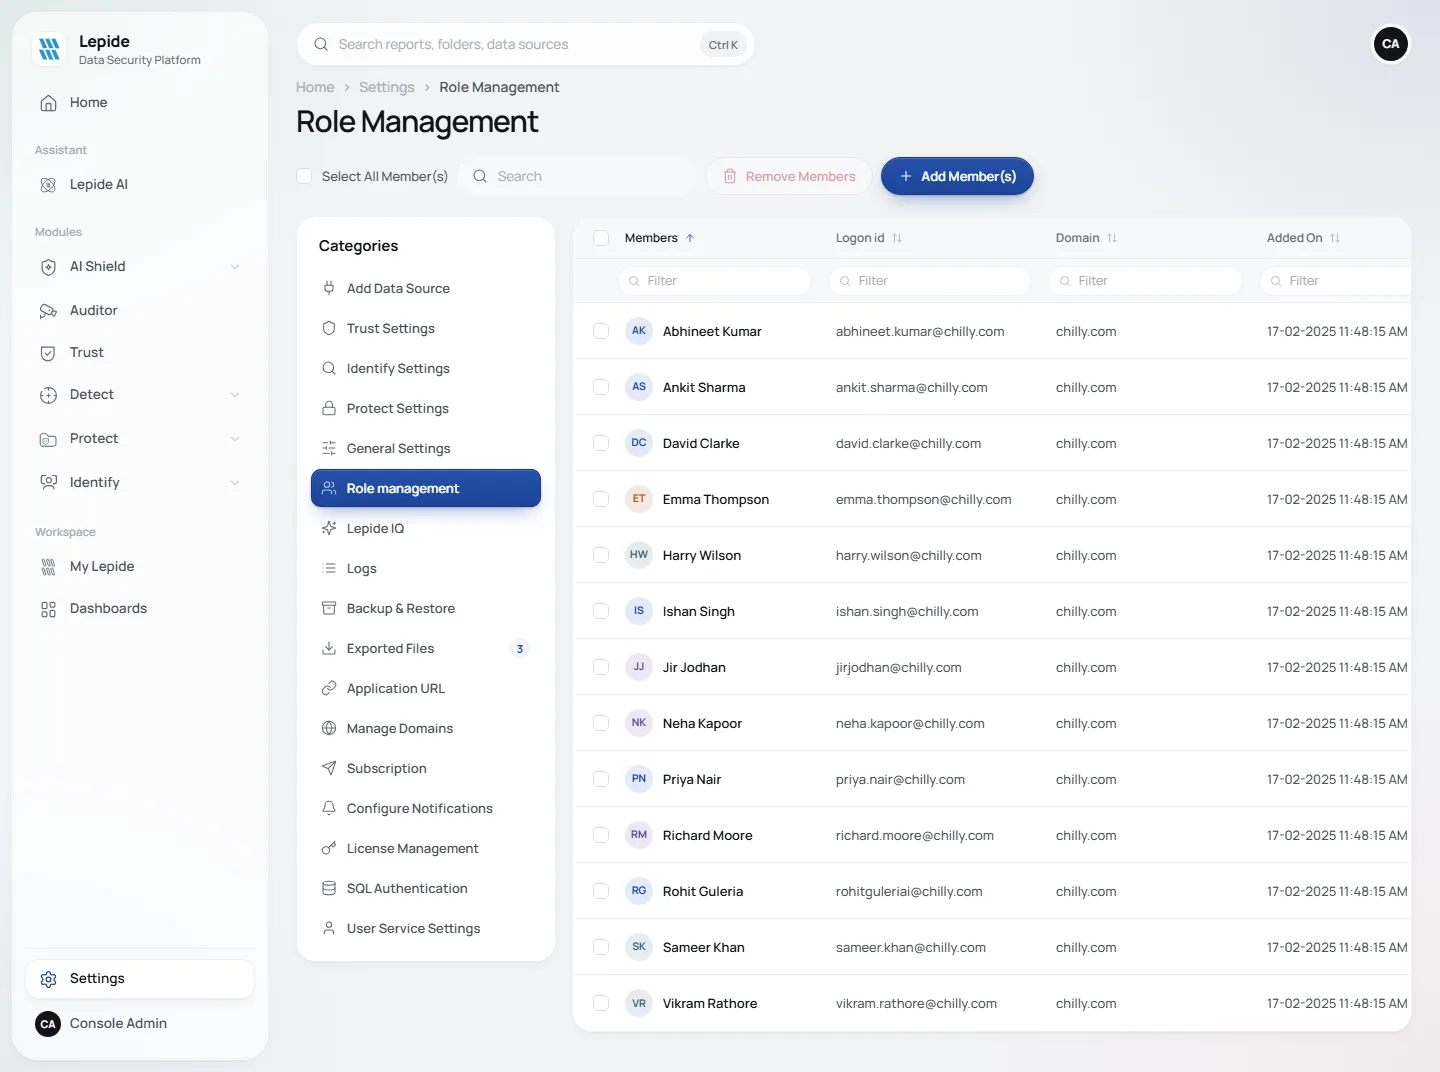 Lepide
Data Security Platform
Home
Assistant
Lepide AI
Modules
AI Shield
Auditor
Trust
Detect
Protect
Identify
Workspace
My Lepide
Dashboards
Settings
CA Console Admin
Search reports, folders, data sources Ctrl K
CA
Home > Settings > Role Management
Role Management
Select All Member(s) Search Remove Members + Add Member(s)
Categories
Add Data Source
Trust Settings
Identify Settings
Protect Settings
General Settings
Role management
Lepide IQ
Logs
Backup & Restore
Exported Files 3
Application URL
Manage Domains
Subscription
Configure Notifications
License Management
SQL Authentication
User Service Settings
Members Logon id Domain Added On
Filter Filter Filter Filter
AK Abhineet Kumar abhineet.kumar@chilly.com chilly.com 17-02-2025 11:48:15 AM
AS Ankit Sharma ankit.sharma@chilly.com chilly.com 17-02-2025 11:48:15 AM
DC David Clarke david.clarke@chilly.com chilly.com 17-02-2025 11:48:15 AM
ET Emma Thompson emma.thompson@chilly.com chilly.com 17-02-2025 11:48:15 AM
HW Harry Wilson harry.wilson@chilly.com chilly.com 17-02-2025 11:48:15 AM
IS Ishan Singh ishan.singh@chilly.com chilly.com 17-02-2025 11:48:15 AM
JJ Jir Jodhan jirjodhan@chilly.com chilly.com 17-02-2025 11:48:15 AM
NK Neha Kapoor neha.kapoor@chilly.com chilly.com 17-02-2025 11:48:15 AM
PN Priya Nair priya.nair@chilly.com chilly.com 17-02-2025 11:48:15 AM
RM Richard Moore richard.moore@chilly.com chilly.com 17-02-2025 11:48:15 AM
RG Rohit Guleria rohitguleriai@chilly.com chilly.com 17-02-2025 11:48:15 AM
SK Sameer Khan sameer.khan@chilly.com chilly.com 17-02-2025 11:48:15 AM
VR Vikram Rathore vikram.rathore@chilly.com chilly.com 17-02-2025 11:48:15 AM